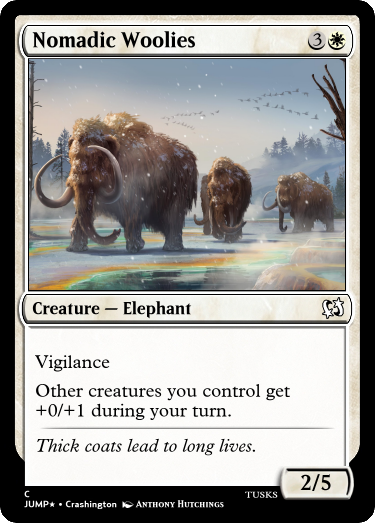 Nomadic Woolies 3
Creature — Elephant
Vigilance
Other creatures you control get
+0/+1 during your turn.
Thick coats lead to long lives.
2/5
C TUSKS
JUMP★ • Crashington Anthony Hutchings